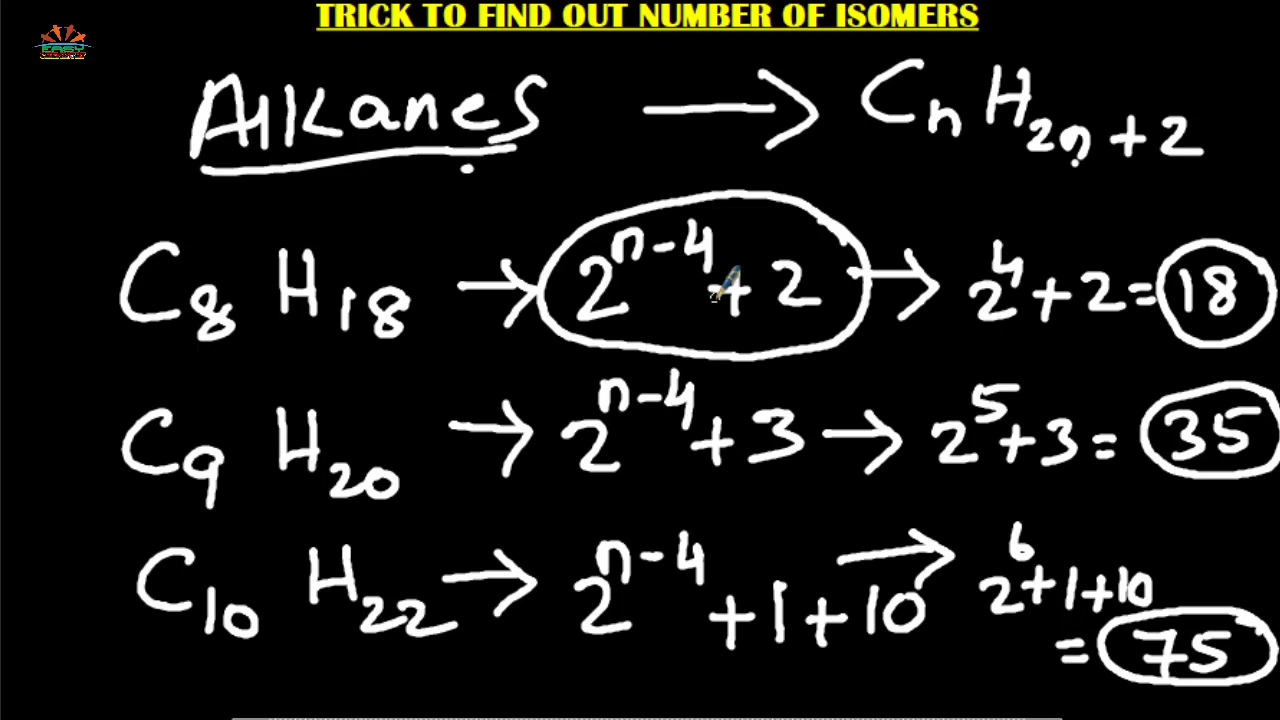 TRICK TO FIND OUT NUMBER OF ISOMERS
EASY
Alkanes → CnH2n+2
C8H18 → 2^n-4 + 2 → 2^4 + 2 = 18
C9H20 → 2^n-4 + 3 → 2^5 + 3 = 35
C10H22 → 2^n-4 + 1 + 10 → 2^6 + 1 + 10
= 75